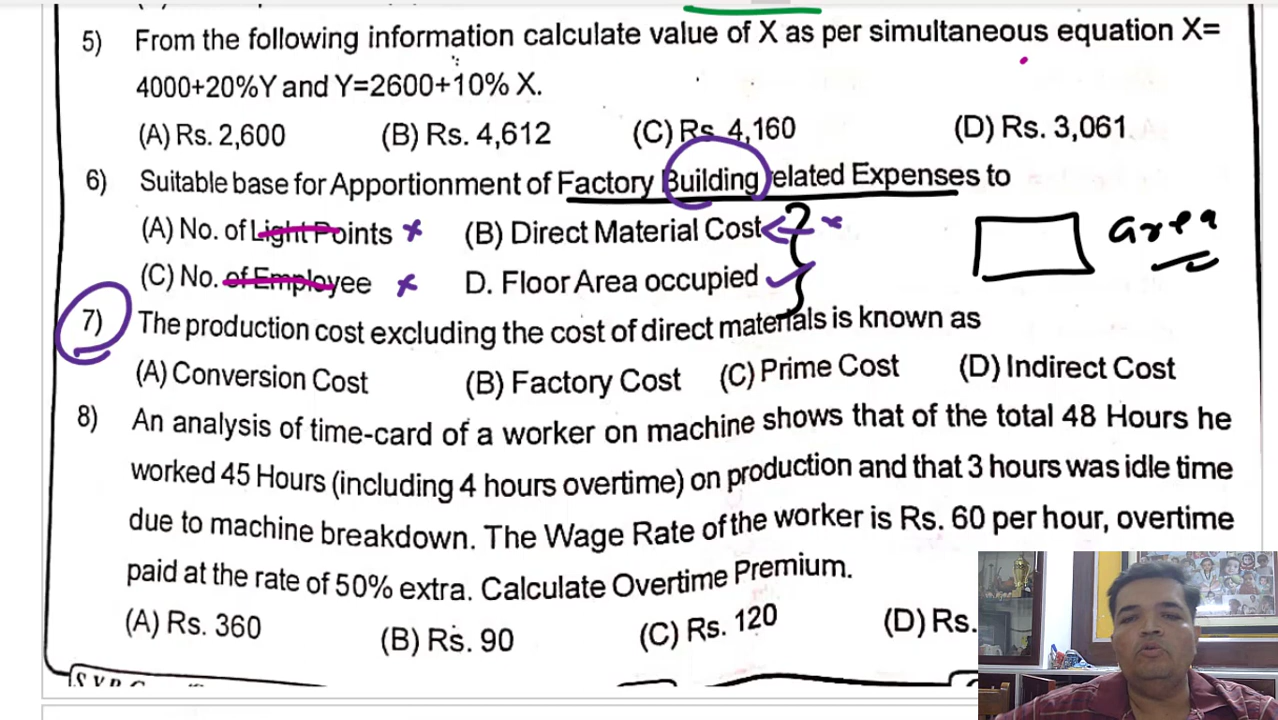 5) From the following information calculate value of X as per simultaneous equation X=
4000+20%Y and Y=2600+10% X.
(A) Rs. 2,600 (B) Rs. 4,612 (C) Rs. 4,160 (D) Rs. 3,061
6) Suitable base for Apportionment of Factory Building related Expenses to
(A) No. of Light Points (B) Direct Material Cost
area
(C) No. of Employee D. Floor Area occupied
7) The production cost excluding the cost of direct materials is known as
(A) Conversion Cost (B) Factory Cost (C) Prime Cost (D) Indirect Cost
8) An analysis of time-card of a worker on machine shows that of the total 48 Hours he
worked 45 Hours (including 4 hours overtime) on production and that 3 hours was idle time
due to machine breakdown. The Wage Rate of the worker is Rs. 60 per hour, overtime
paid at the rate of 50% extra. Calculate Overtime Premium.
(A) Rs. 360 (B) Rs. 90 (C) Rs. 120 (D) Rs.